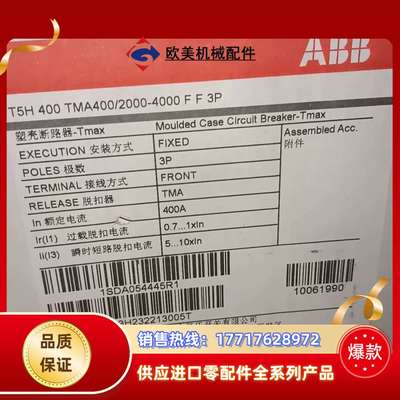 欧美机械配件
ABB
T5H 400 TMA400/2000-4000 F F 3P
塑壳断路器-Tmax Moulded Case Circuit Breaker-Tmax
Assembled Acc.
附件
EXECUTION 安装方式 FIXED
POLES 极数 3P
TERMINAL 接线方式 FRONT
RELEASE 脱扣器 TMA
In 额定电流 400A
Ir(I1) 过载脱扣电流 0.7...1xIn
Ii(I3) 瞬时短路脱扣电流 5...10xIn
1SDA054445R1
10061990
H232213005T
有限公司
品质
保证
销售热线:17717628972
供应进口零配件全系列产品
爆款